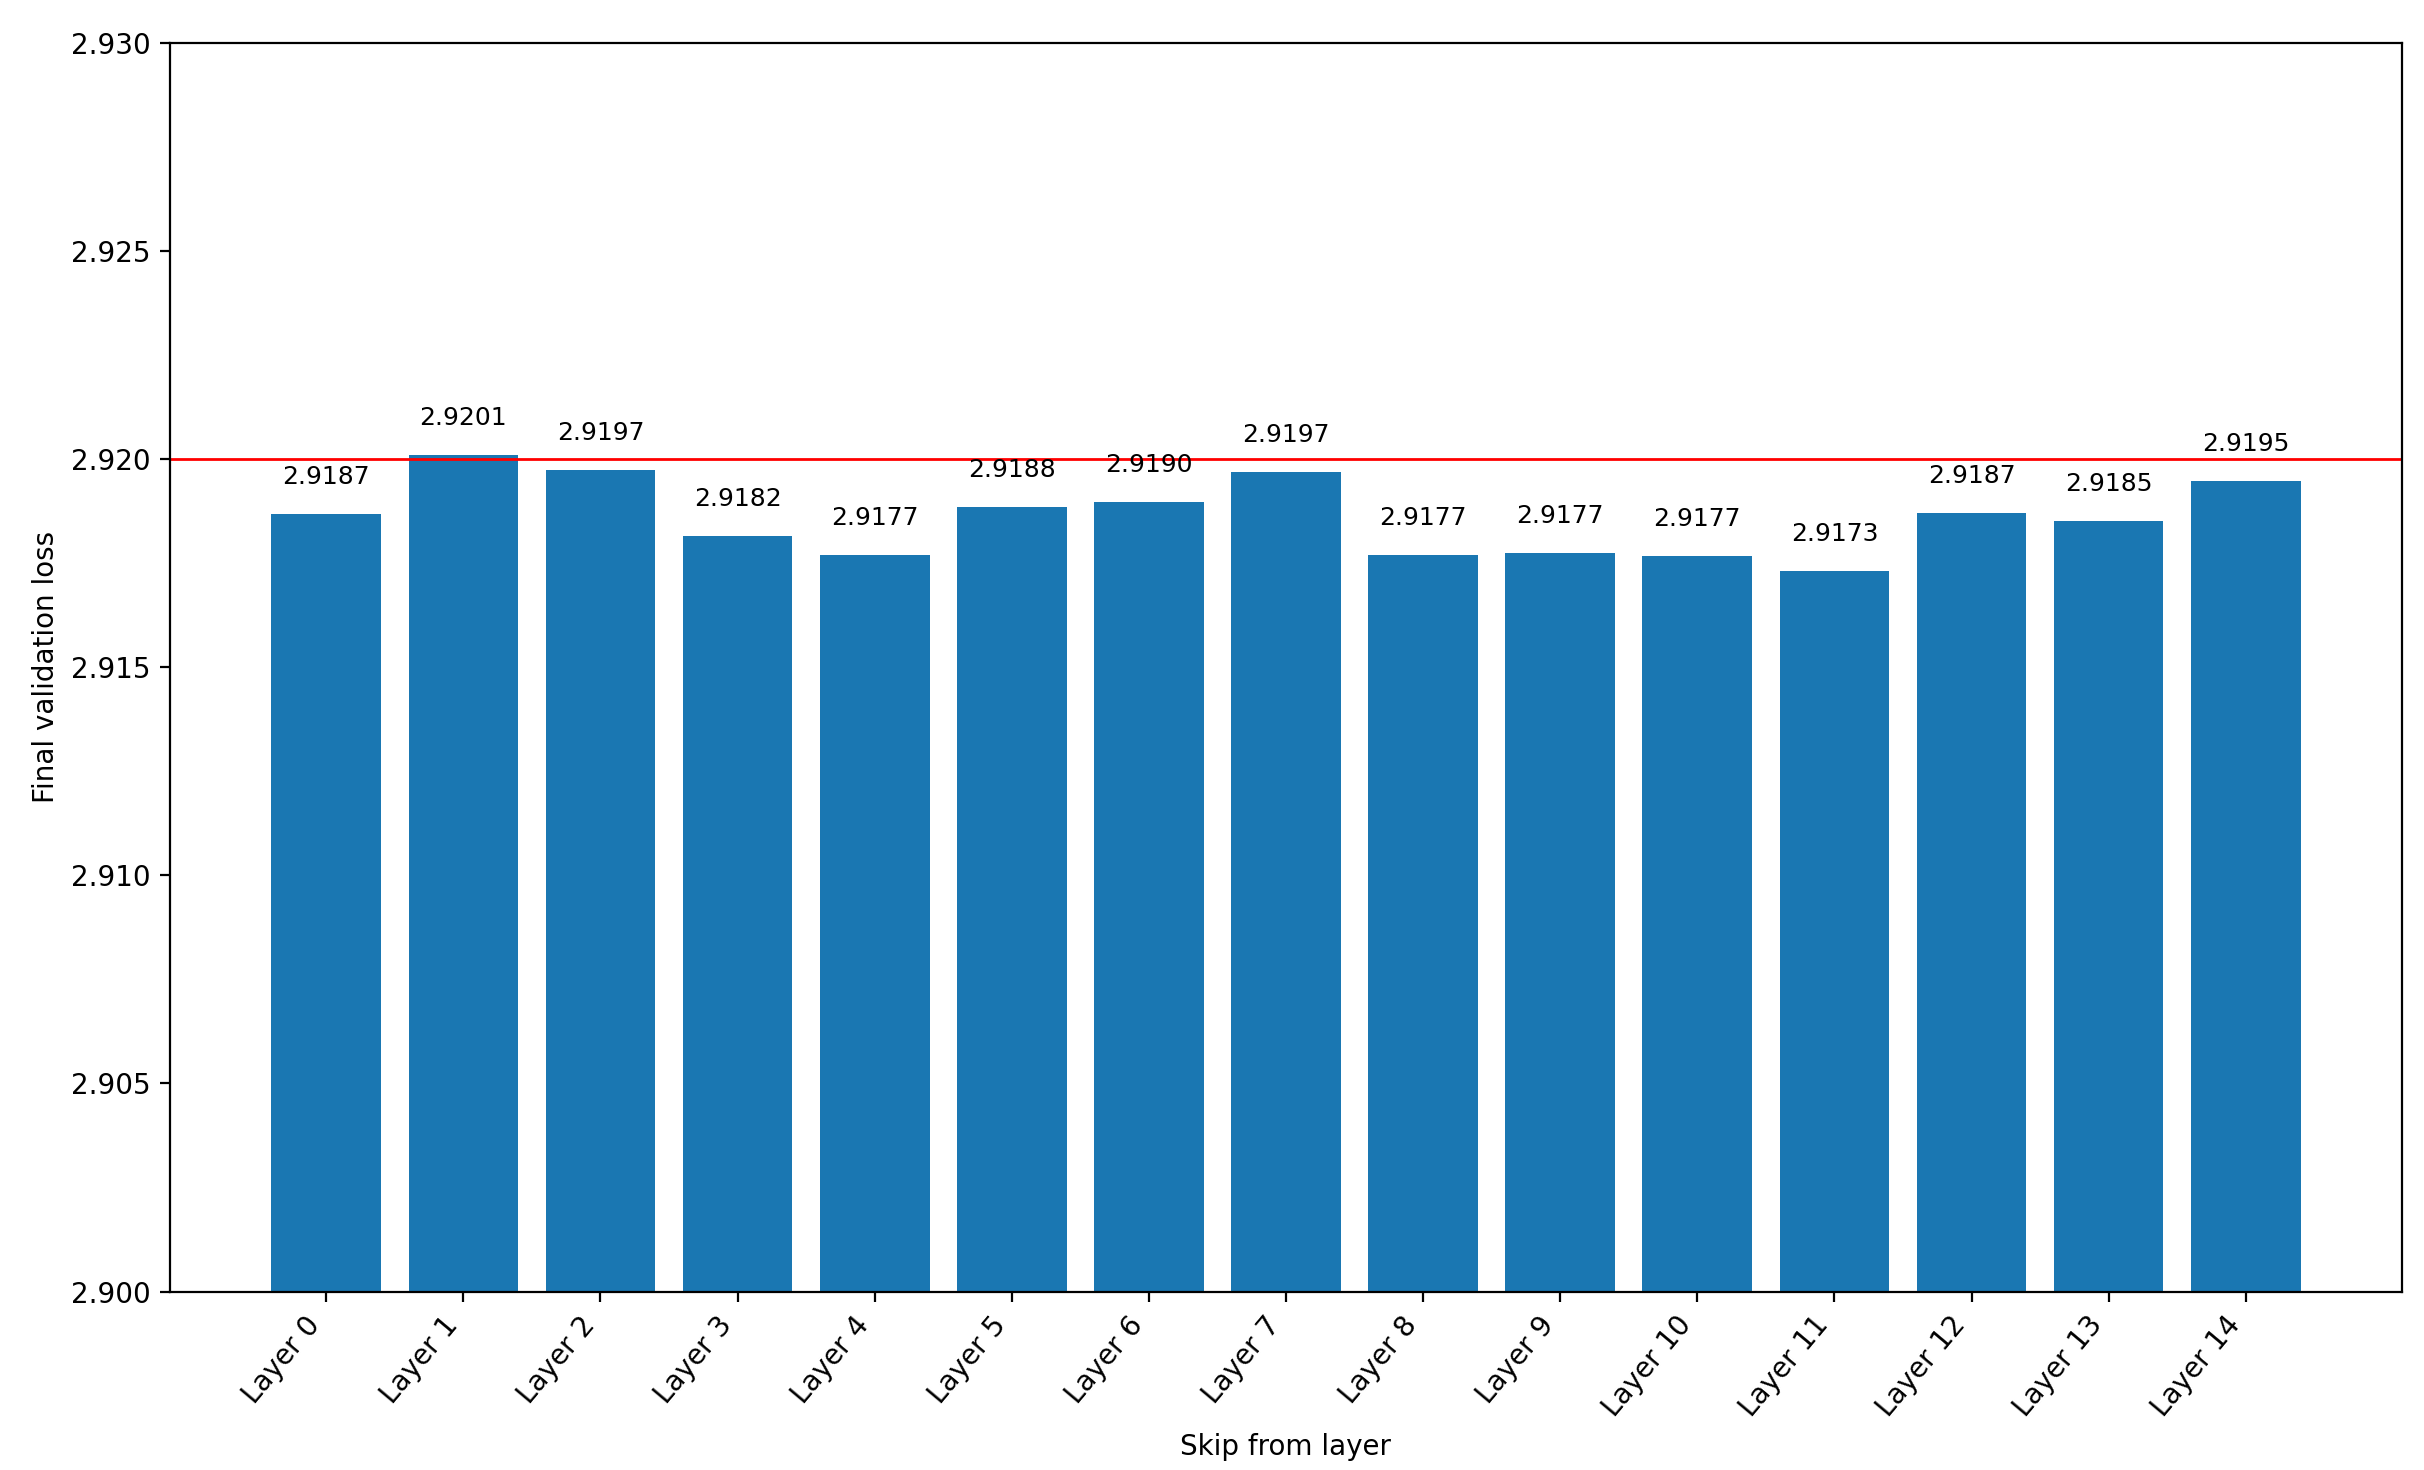 2.930
2.925
2.920
2.915
2.910
2.905
2.900
Final validation loss
2.9187
2.9201
2.9197
2.9182
2.9177
2.9188
2.9190
2.9197
2.9177
2.9177
2.9177
2.9173
2.9187
2.9185
2.9195
Layer 0
Layer 1
Layer 2
Layer 3
Layer 4
Layer 5
Layer 6
Layer 7
Layer 8
Layer 9
Layer 10
Layer 11
Layer 12
Layer 13
Layer 14
Skip from layer